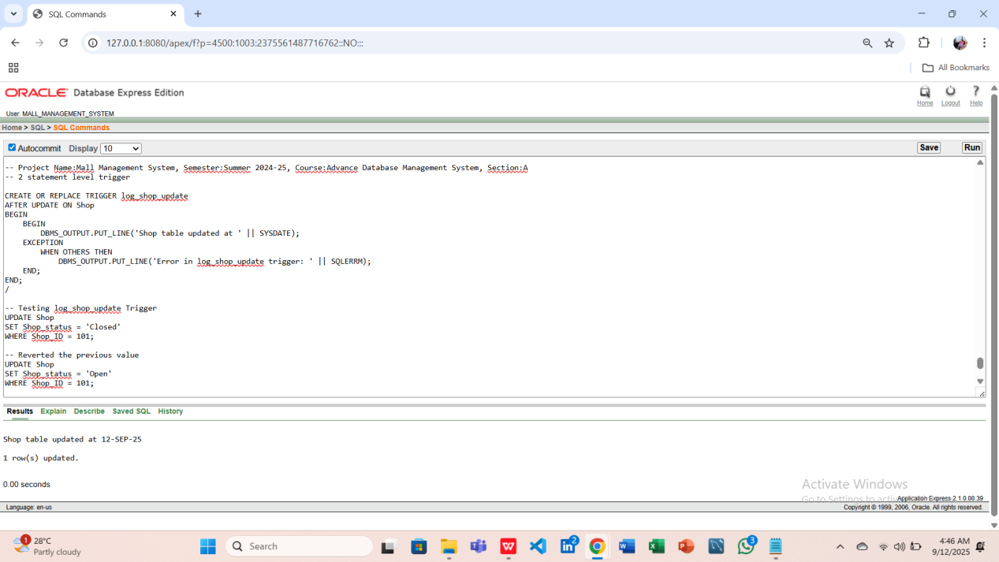 SQL Commands
127.0.0.1:8080/apex/f?p=4500:1003:2375561487716762::NO:::
All Bookmarks
ORACLE Database Express Edition
Home Logout Help
User: MALL_MANAGEMENT_SYSTEM
Home > SQL > SQL Commands
Autocommit Display 10 Save Run
-- Project Name:Mall Management System, Semester:Summer 2024-25, Course:Advance Database Management System, Section:A
-- 2 statement level trigger
CREATE OR REPLACE TRIGGER log_shop_update
AFTER UPDATE ON Shop
BEGIN
BEGIN
DBMS_OUTPUT.PUT_LINE('Shop table updated at ' || SYSDATE);
EXCEPTION
WHEN OTHERS THEN
DBMS_OUTPUT.PUT_LINE('Error in log_shop_update trigger: ' || SQLERRM);
END;
END;
/
-- Testing log_shop_update Trigger
UPDATE Shop
SET Shop_status = 'Closed'
WHERE Shop_ID = 101;
-- Reverted the previous value
UPDATE Shop
SET Shop_status = 'Open'
WHERE Shop_ID = 101;
Results Explain Describe Saved SQL History
Shop table updated at 12-SEP-25
1 row(s) updated.
0.00 seconds
Activate Windows
Go to Settings to activ
Application Express 2.1.0.00.39
Language: en-us Copyright © 1999, 2006, Oracle. All rights reserved.
1 28°C
Partly cloudy
Search
2
3
4:46 AM
9/12/2025